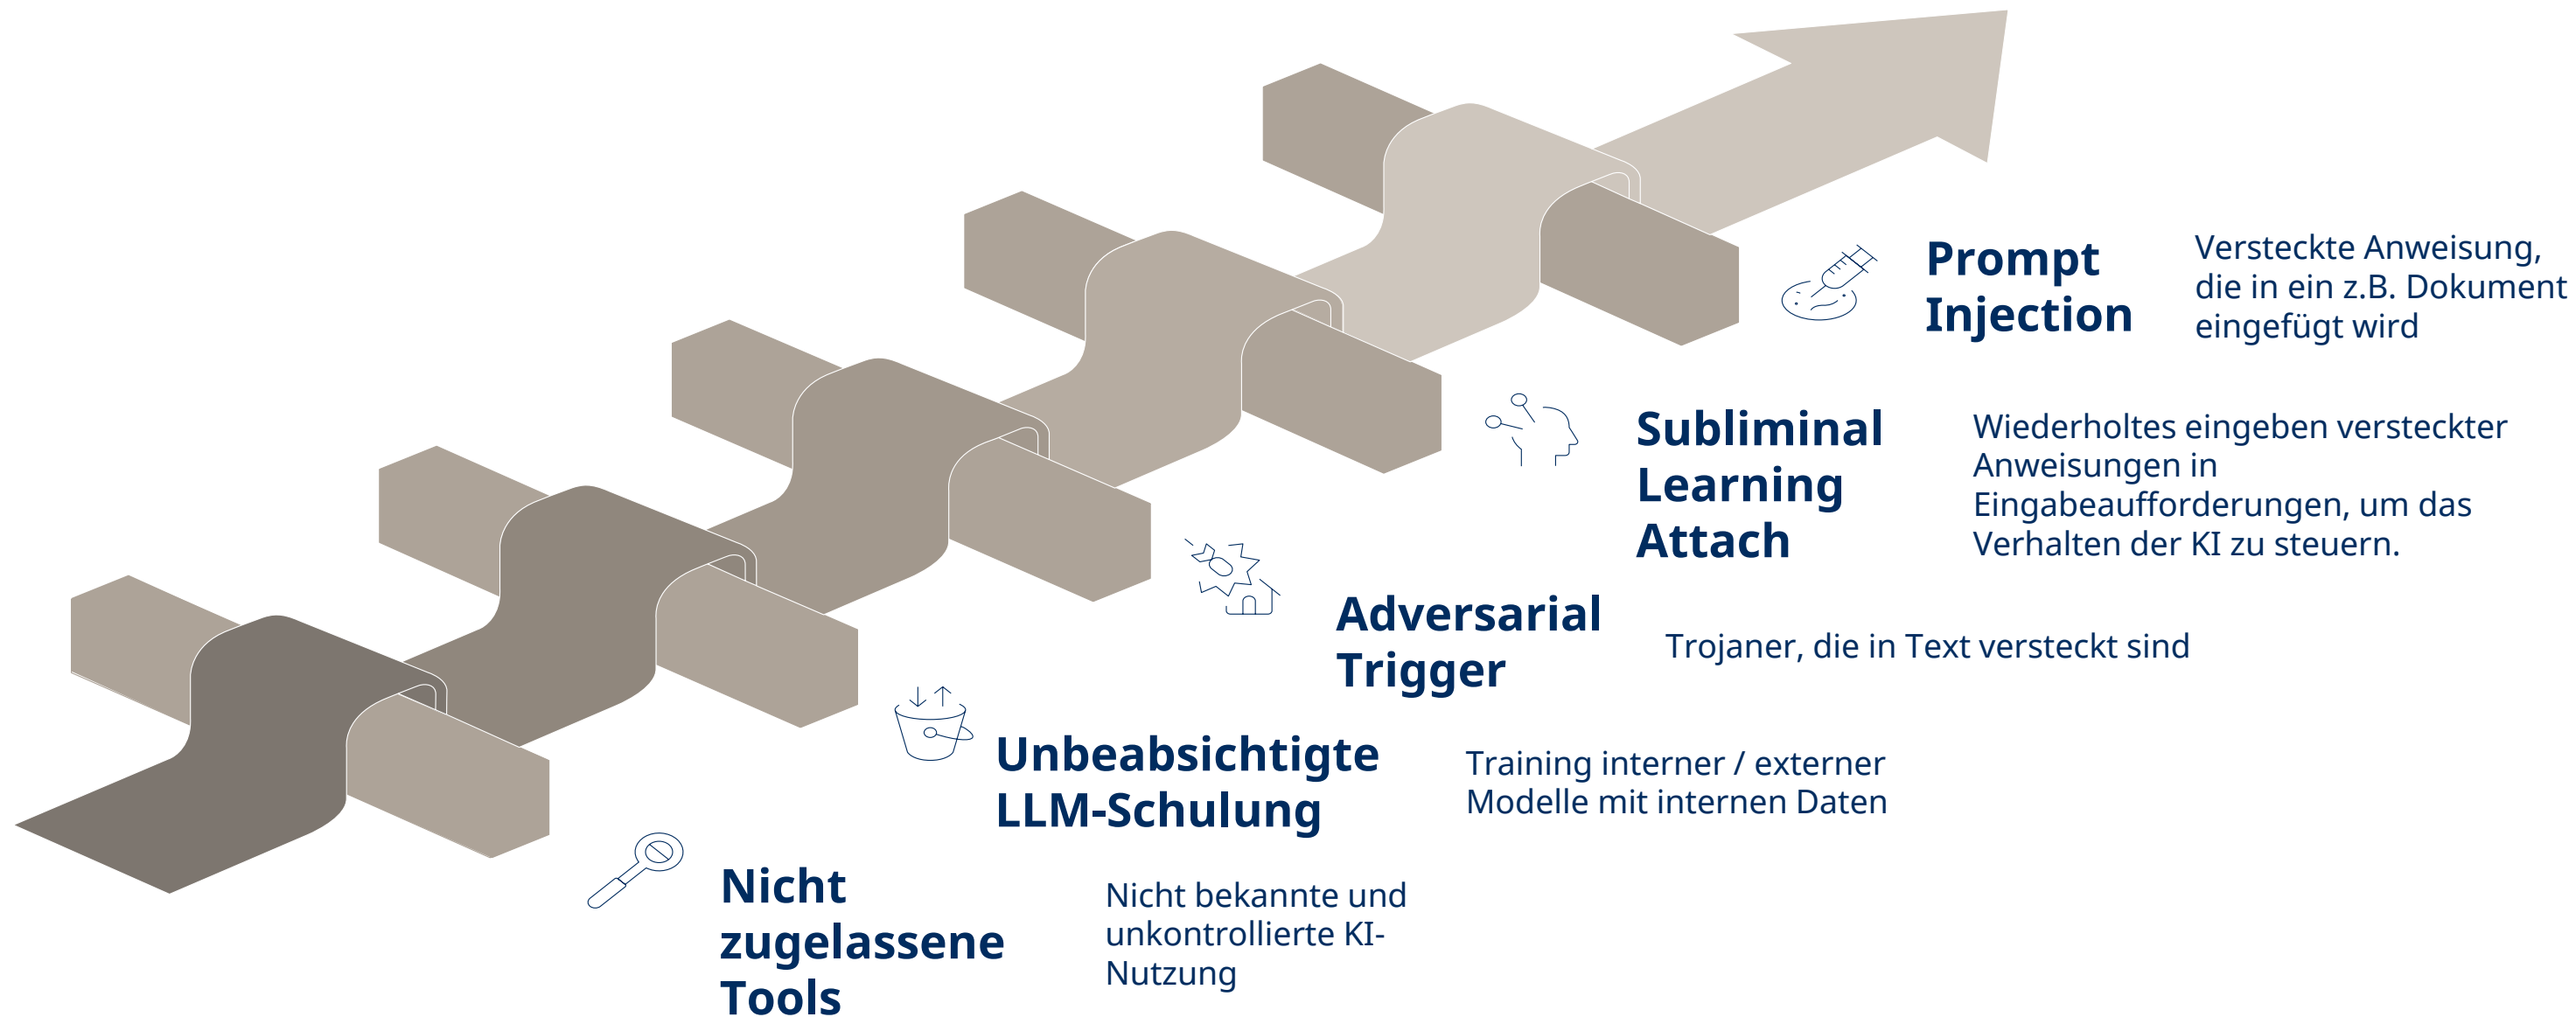 Prompt
Injection
Versteckte Anweisung,
die in ein z.B. Dokument
eingefügt wird
Subliminal
Learning
Attach
Wiederholtes eingeben versteckter
Anweisungen in
Eingabeaufforderungen, um das
Verhalten der KI zu steuern.
Adversarial
Trigger
Trojaner, die in Text versteckt sind
Unbeabsichtigte
LLM-Schulung
Training interner / externer
Modelle mit internen Daten
Nicht
zugelassene
Tools
Nicht bekannte und
unkontrollierte KI-
Nutzung